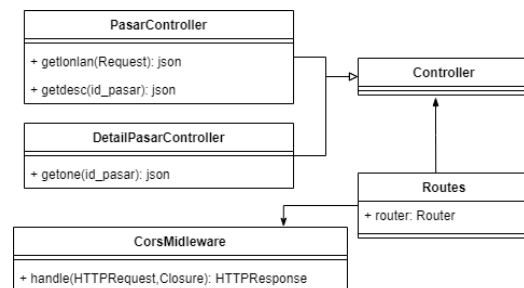 PasarController
+ getlonlan(Request): json
+ getdesc(id_pasar): json
Controller
DetailPasarController
+ getone(id_pasar): json
Routes
+ router: Router
CorsMidleware
+ handle(HTTPRequest,Closure): HTTPResponse